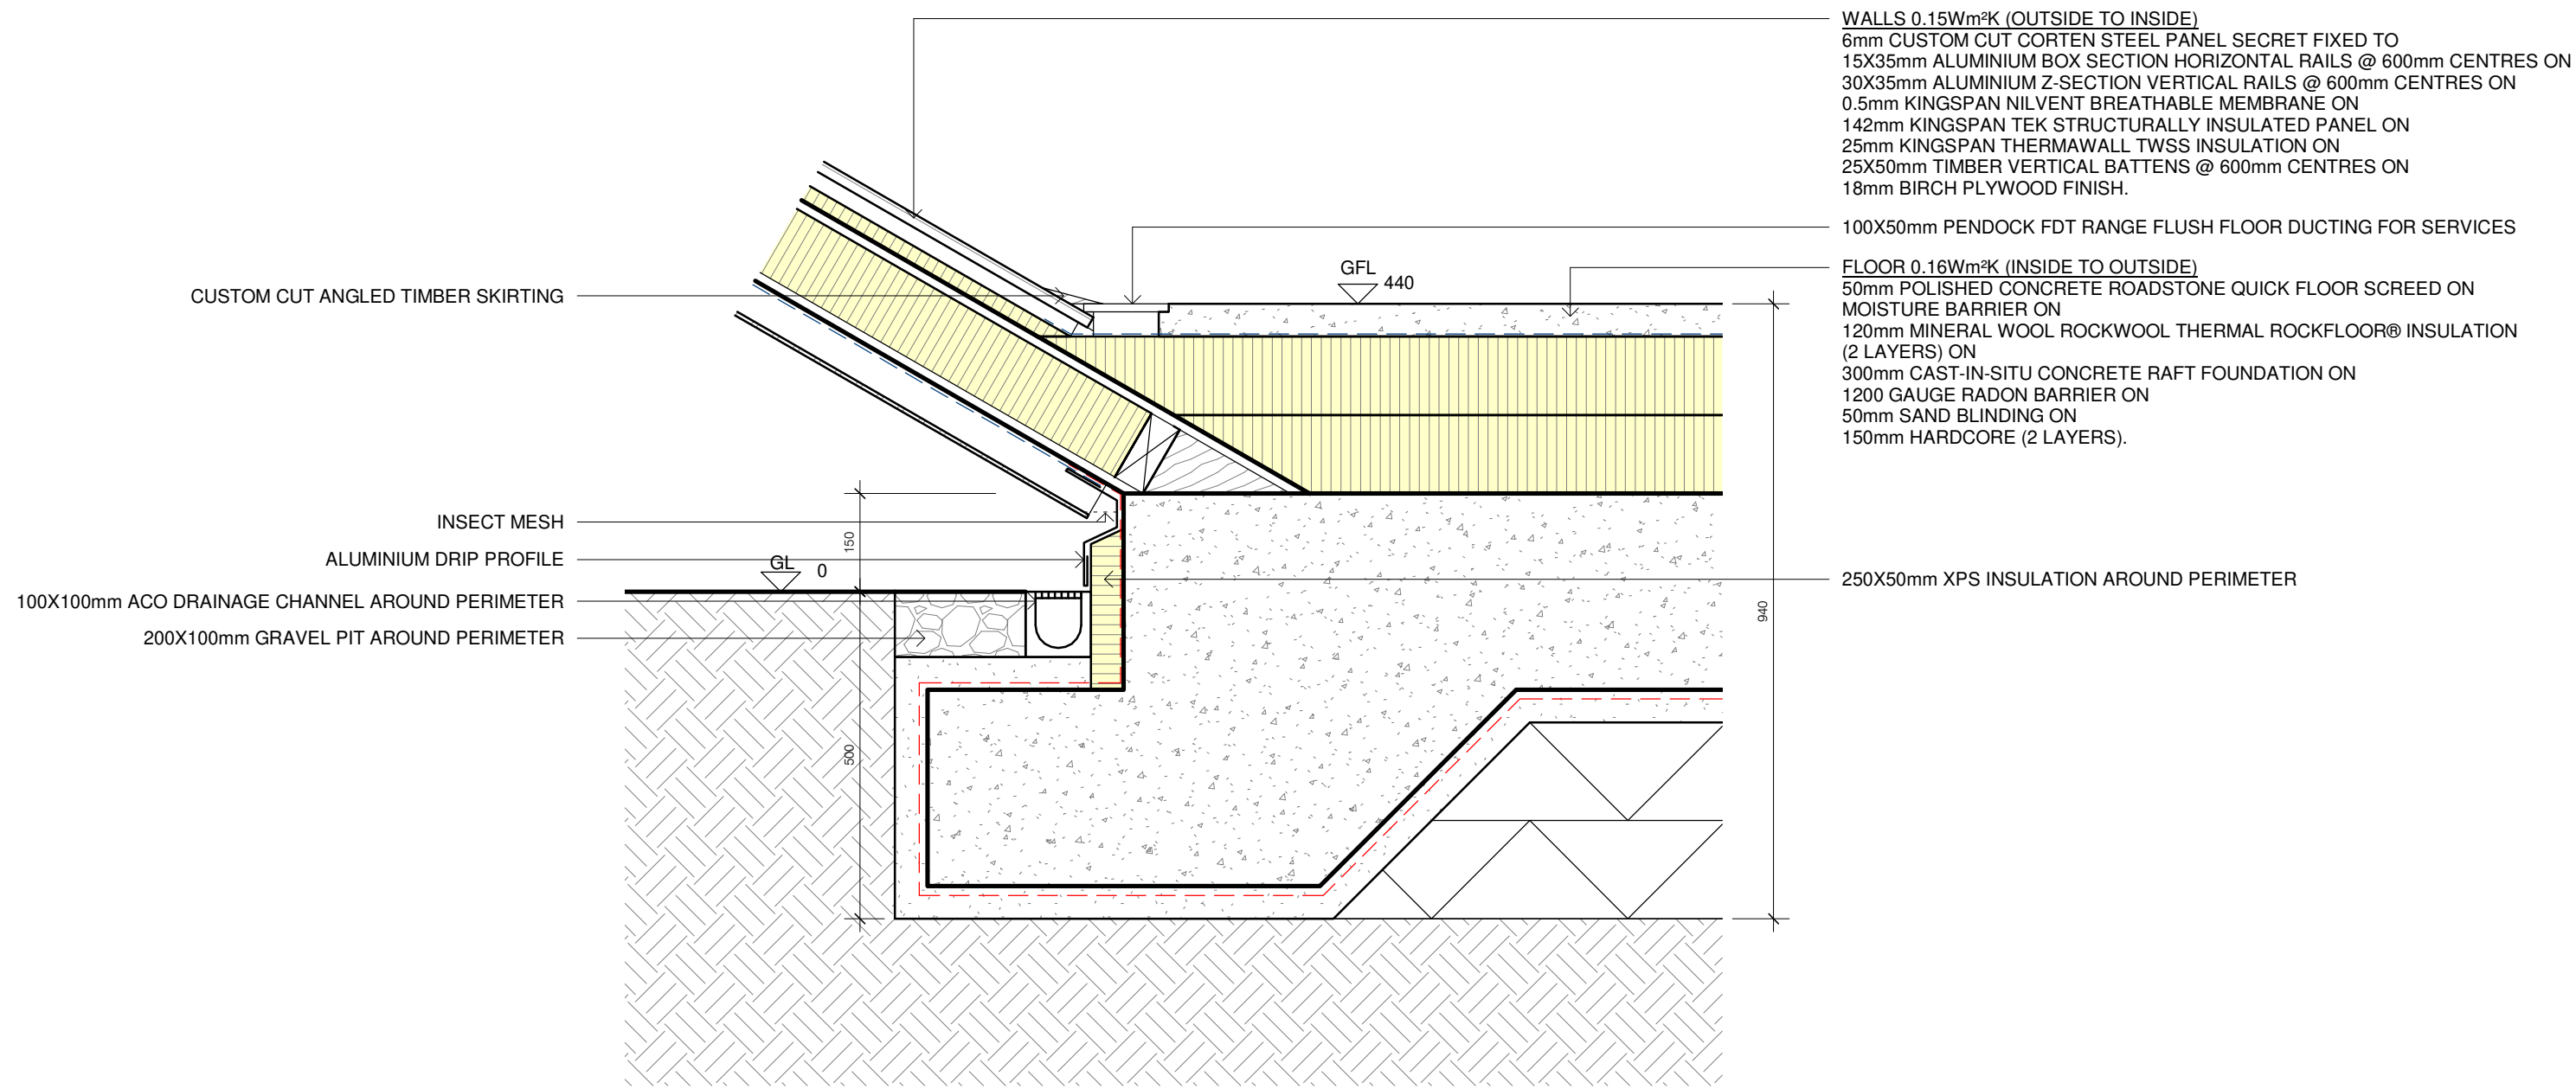 WALLS 0.15Wm²K (OUTSIDE TO INSIDE)
6mm CUSTOM CUT CORTEN STEEL PANEL SECRET FIXED TO
15X35mm ALUMINIUM BOX SECTION HORIZONTAL RAILS @ 600mm CENTRES ON
30X35mm ALUMINIUM Z-SECTION VERTICAL RAILS @ 600mm CENTRES ON
0.5mm KINGSPAN NILVENT BREATHABLE MEMBRANE ON
142mm KINGSPAN TEK STRUCTURALLY INSULATED PANEL ON
25mm KINGSPAN THERMAWALL TWSS INSULATION ON
25X50mm TIMBER VERTICAL BATTENS @ 600mm CENTRES ON
18mm BIRCH PLYWOOD FINISH.
100X50mm PENDOCK FDT RANGE FLUSH FLOOR DUCTING FOR SERVICES
FLOOR 0.16Wm²K (INSIDE TO OUTSIDE)
50mm POLISHED CONCRETE ROADSTONE QUICK FLOOR SCREED ON
MOISTURE BARRIER ON
120mm MINERAL WOOL ROCKWOOL THERMAL ROCKFLOOR® INSULATION
(2 LAYERS) ON
300mm CAST-IN-SITU CONCRETE RAFT FOUNDATION ON
1200 GAUGE RADON BARRIER ON
50mm SAND BLINDING ON
150mm HARDCORE (2 LAYERS).
250X50mm XPS INSULATION AROUND PERIMETER
CUSTOM CUT ANGLED TIMBER SKIRTING
INSECT MESH
ALUMINIUM DRIP PROFILE
100X100mm ACO DRAINAGE CHANNEL AROUND PERIMETER
200X100mm GRAVEL PIT AROUND PERIMETER
GFL
440
GL
0
150
500
940